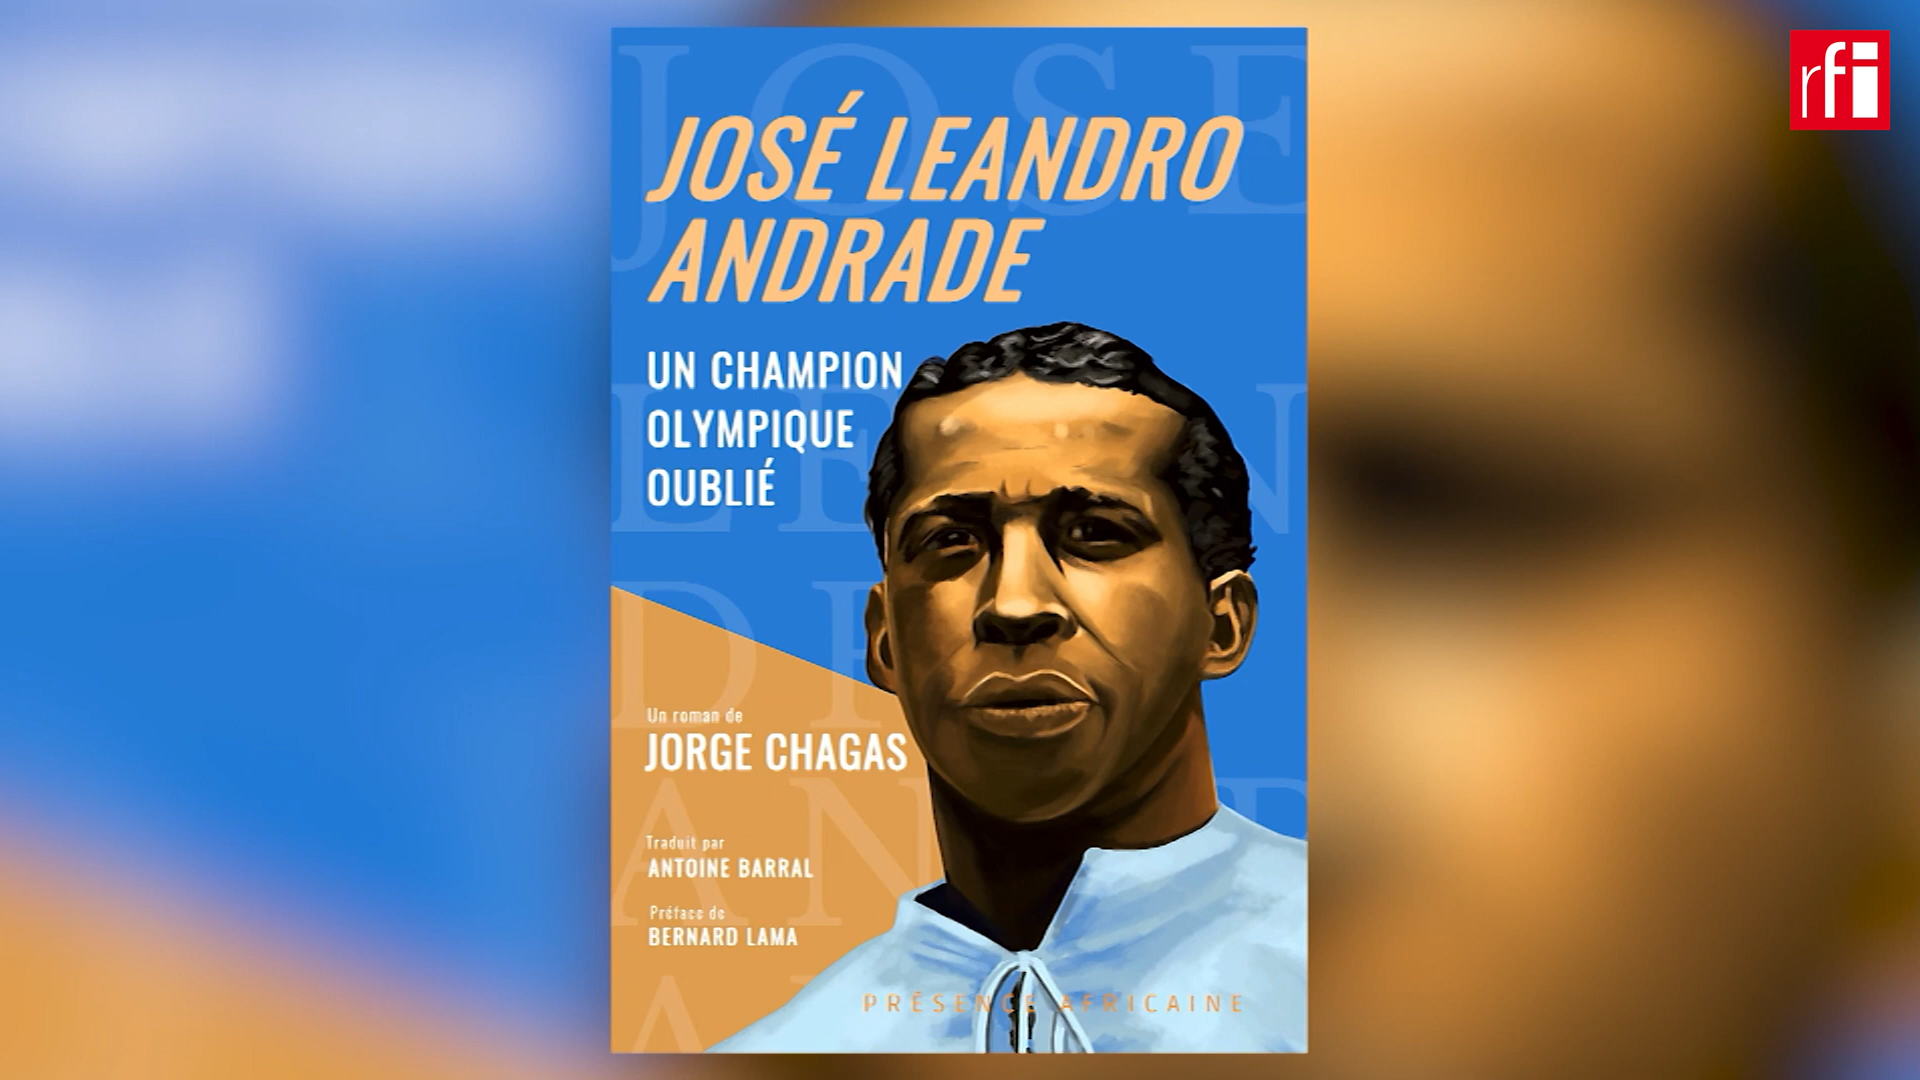 rfi
JOSÉ LEANDRO
ANDRADE
UN CHAMPION
OLYMPIQUE
OUBLIÉ
Un roman de
JORGE CHAGAS
Traduit par
ANTOINE BARRAL
Préface de
BERNARD LAMA
PRÉSENCE AFRICAINE